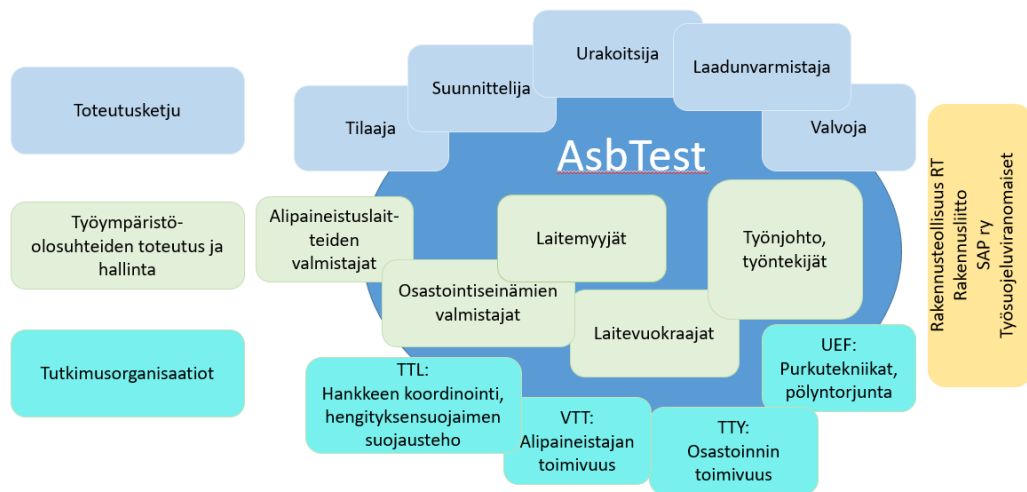 Toteutusketju
Tilaaja
Suunnittelija
Urakoitsija
Laadunvarmistaja
Valvoja
AsbTest
Työympäristö-
olosuhteiden toteutus ja
hallinta
Alipaineistuslait-
teiden
valmistajat
Osastointiseinämien
valmistajat
Laitemyyjät
Laitevuokraajat
Työnjohto,
työntekijät
Tutkimusorganisaatiot
TTL:
Hankkeen koordinointi,
hengityksensuojaimen
suojausteho
VTT:
Alipaineistajan
toimivuus
TTY:
Osastoinnin
toimivuus
UEF:
Purkutekniikat,
pölyntorjunta
Rakennusteollisuus RT
Rakennusliitto
SAP ry
Työsuojeluviranomaiset